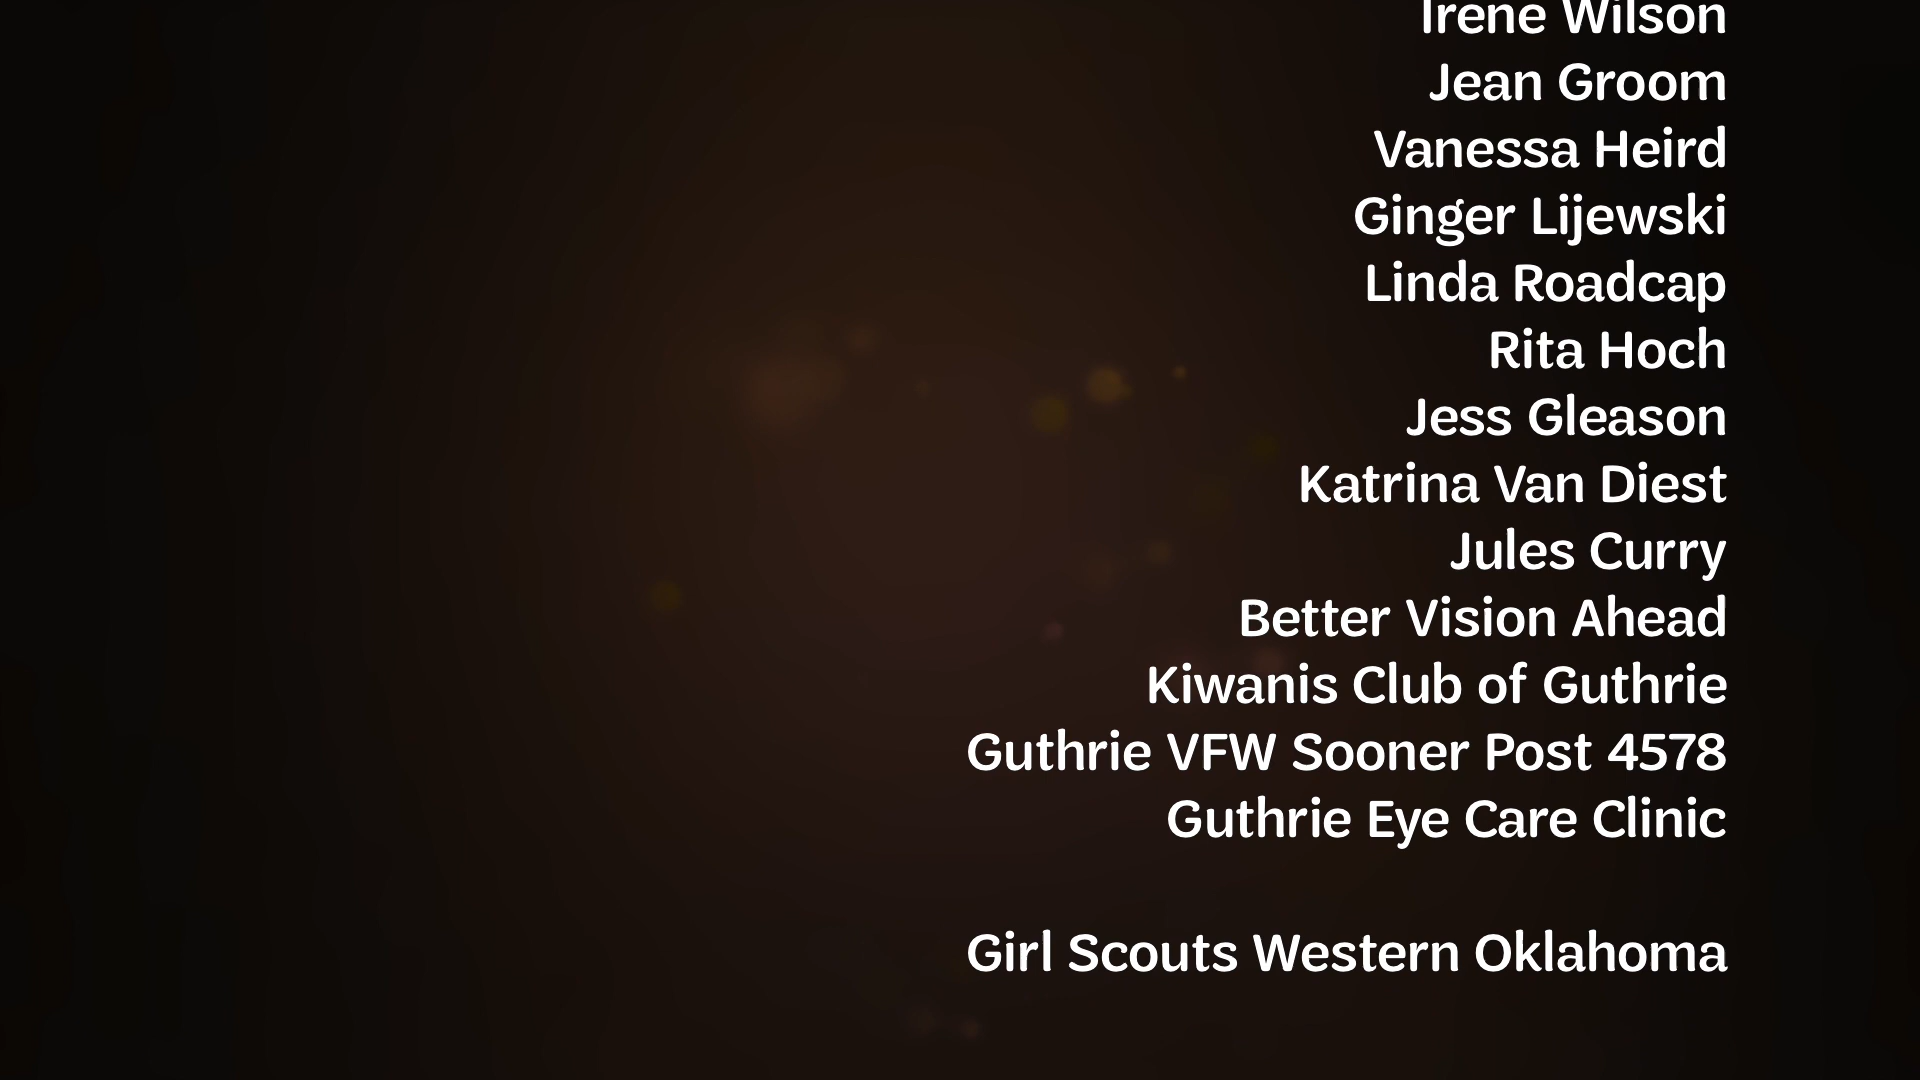 Irene Wilson
Jean Groom
Vanessa Heird
Ginger Lijewski
Linda Roadcap
Rita Hoch
Jess Gleason
Katrina Van Diest
Jules Curry
Better Vision Ahead
Kiwanis Club of Guthrie
Guthrie VFW Sooner Post 4578
Guthrie Eye Care Clinic
Girl Scouts Western Oklahoma